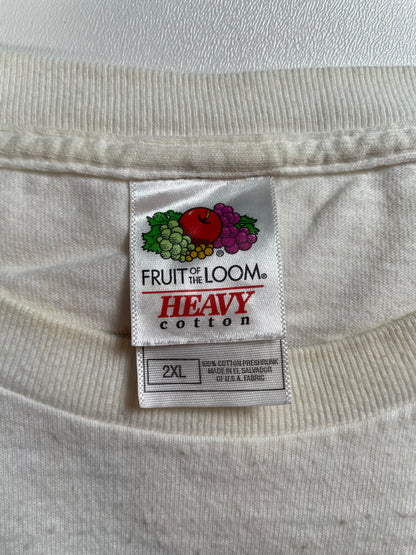 FRUIT OF THE LOOM®
HEAVY
cotton
2XL
100% COTTON PRESHRUNK
MADE IN EL SALVADOR
OF U.S.A. FABRIC